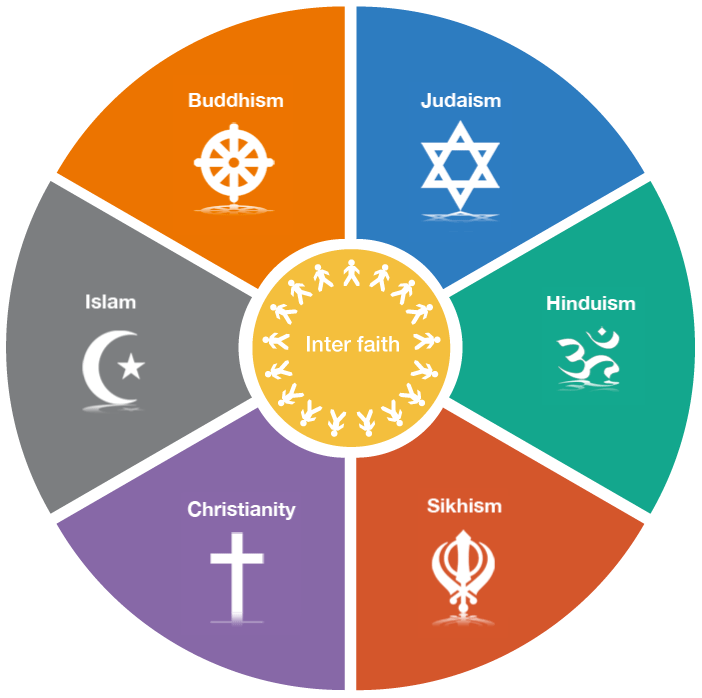 Buddhism
Judaism
Islam
Hinduism
Inter faith
Christianity
Sikhism